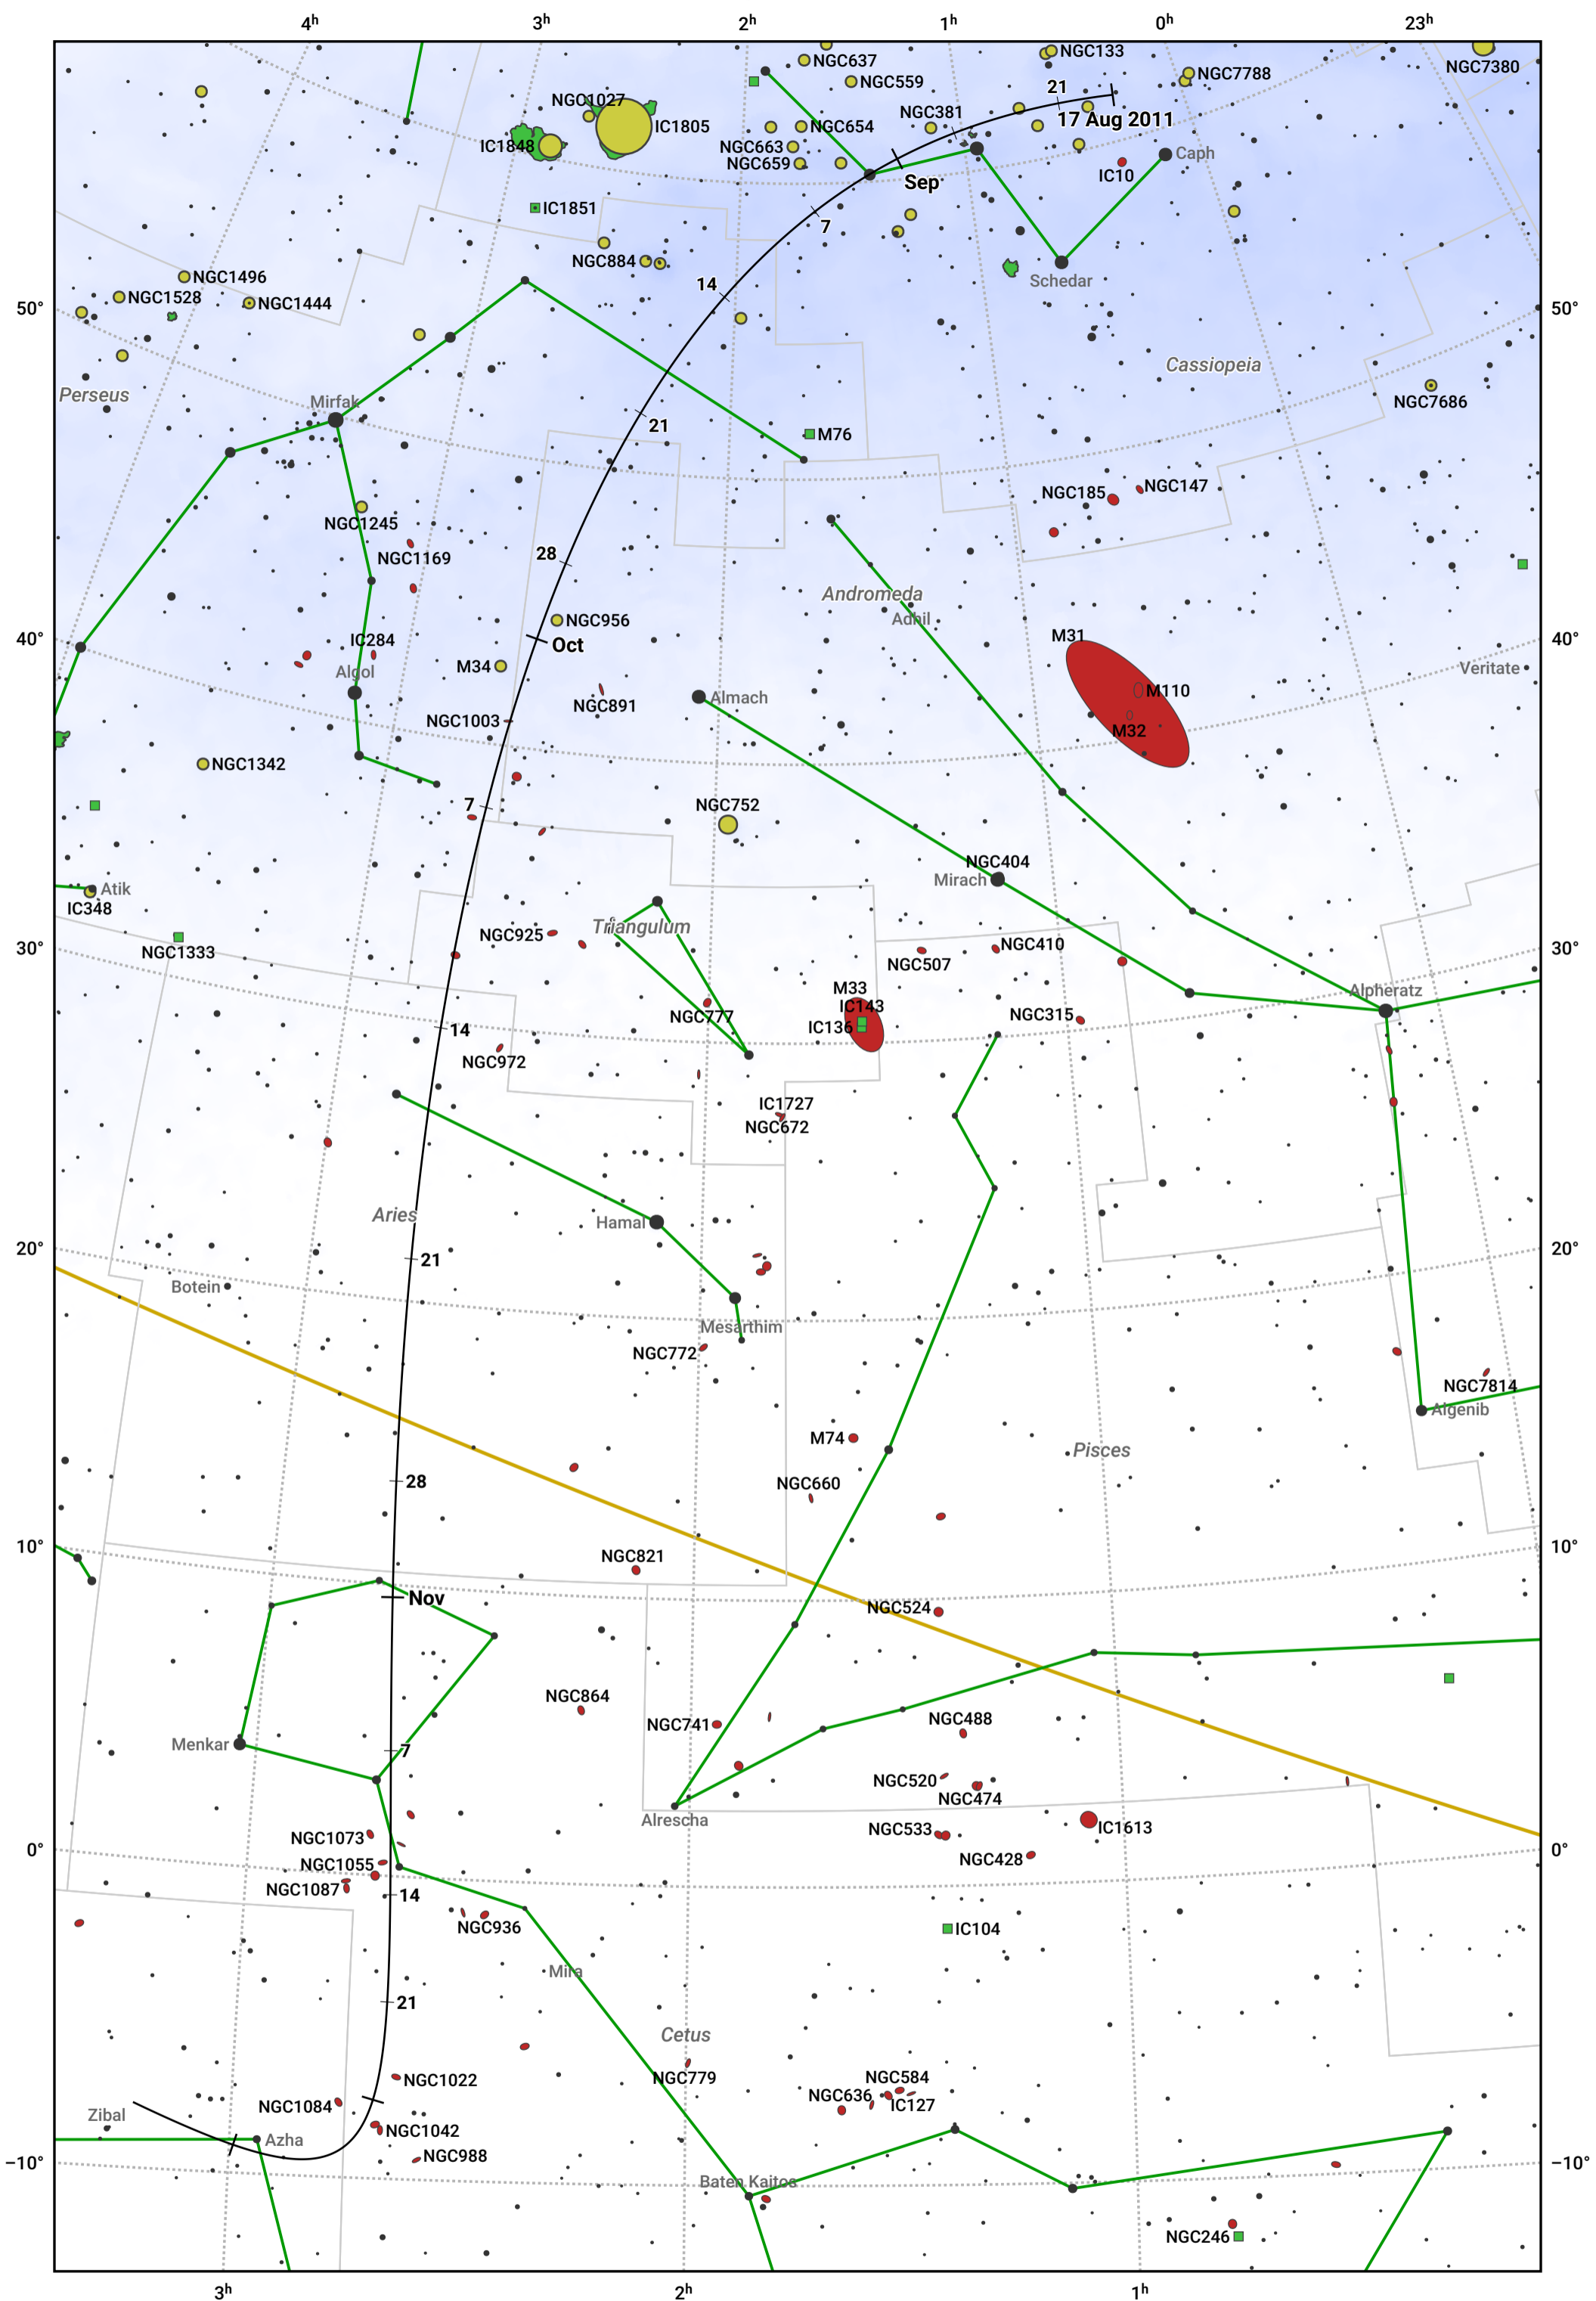 4h 3h 2h 1h 0h 23h
NGC637
NGC133
NGC7788
NGC7380
NGC559
21
NGC1027
NGC381
17 Aug 2011
IC1805
NGC654
IC1848
NGC663
NGC659
Caph
IC10
Sep
IC1851
7
NGC884
NGC1496
Schedar
14
NGC1528
NGC1444
50°
50°
Cassiopeia
Perseus
Mirfak
NGC7686
21
M76
NGC185
NGC147
NGC1245
28
NGC1169
Andromeda
Adhil
NGC956
M31
40°
IC284
Oct
40°
M34
Algol
Veritate
M110
Almach
NGC891
NGC1003
M32
NGC1342
7
NGC752
NGC404
Mirach
Atik
IC348
Triangulum
NGC925
NGC410
30°
NGC1333
NGC507
30°
M33
Alpheratz
IC143
NGC777
IC136
NGC315
14
NGC972
IC1727
NGC672
Aries
Hamal
20°
21
20°
Botein
Mesarthim
NGC772
NGC7814
Algenib
M74
Pisces
28
NGC660
10°
10°
NGC821
Nov
NGC524
NGC864
NGC741
NGC488
Menkar
7
NGC520
NGC474
Alrescha
IC1613
NGC1073
NGC533
0°
0°
NGC1055
NGC428
NGC1087
14
NGC936
IC104
Mira
21
Cetus
NGC779
NGC1022
NGC584
NGC1084
NGC636
IC127
Zibal
NGC1042
Azha
NGC988
−10°
−10°
Baten Kaitos
NGC246
3h 2h 1h